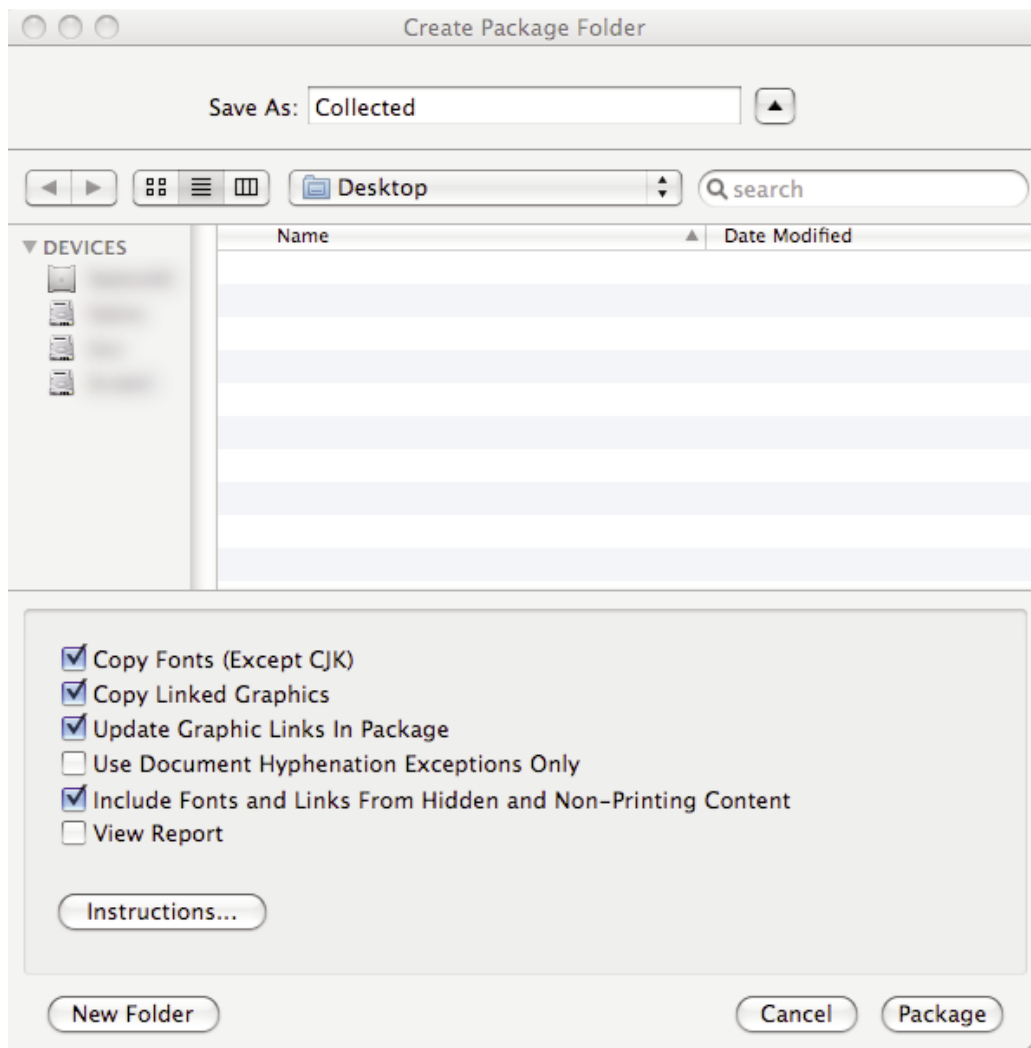 Create Package Folder
Save As: Collected
Desktop
search
DEVICES
Name Date Modified
Copy Fonts (Except CJK)
Copy Linked Graphics
Update Graphic Links In Package
Use Document Hyphenation Exceptions Only
Include Fonts and Links From Hidden and Non-Printing Content
View Report
Instructions...
New Folder Cancel Package